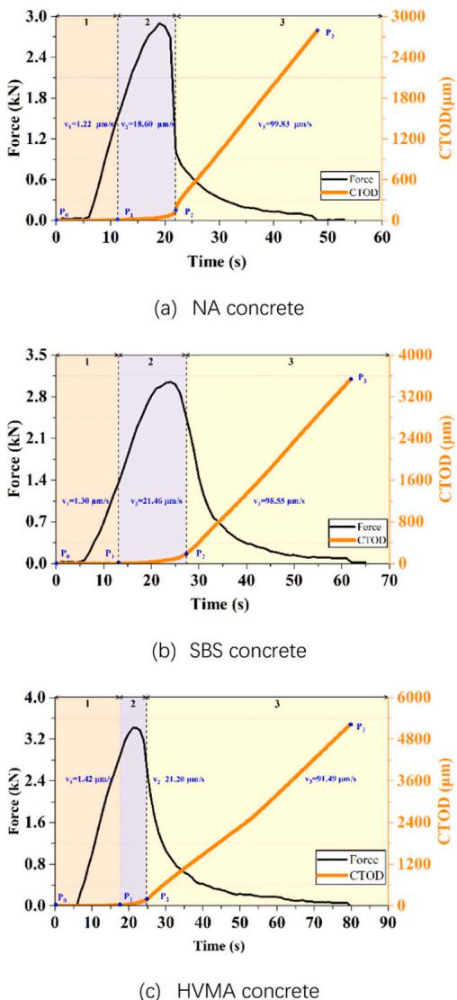 1 2 3
3.0 3000
2.4 2400
1.8 1800
1.2 1200
0.6 600
0.0 0
Force (kN)
CTOD(μm)
v₁=1.22 μm/s v₂=18.60 μm/s v₃=99.83 μm/s
P₀ P₁ P₂ P₃
Force
CTOD
0 10 20 30 40 50 60
Time (s)
(a) NA concrete
1 2 3
3.5 4000
2.8 3200
2.1 2400
1.4 1600
0.7 800
0.0 0
Force (kN)
CTOD (μm)
v₁=1.30 μm/s v₂=21.46 μm/s v₃=98.55 μm/s
P₀ P₁ P₂ P₃
Force
CTOD
0 10 20 30 40 50 60 70
Time (s)
(b) SBS concrete
1 2 3
4.0 6000
3.2 4800
2.4 3600
1.6 2400
0.8 1200
0.0 0
Force (kN)
CTOD (μm)
v₁=1.42 μm/s v₂ 21.20 μm/s v₃=91.49 μm/s
P₀ P₁ P₂ P₃
Force
CTOD
0 10 20 30 40 50 60 70 80 90
Time (s)
(c) HVMA concrete